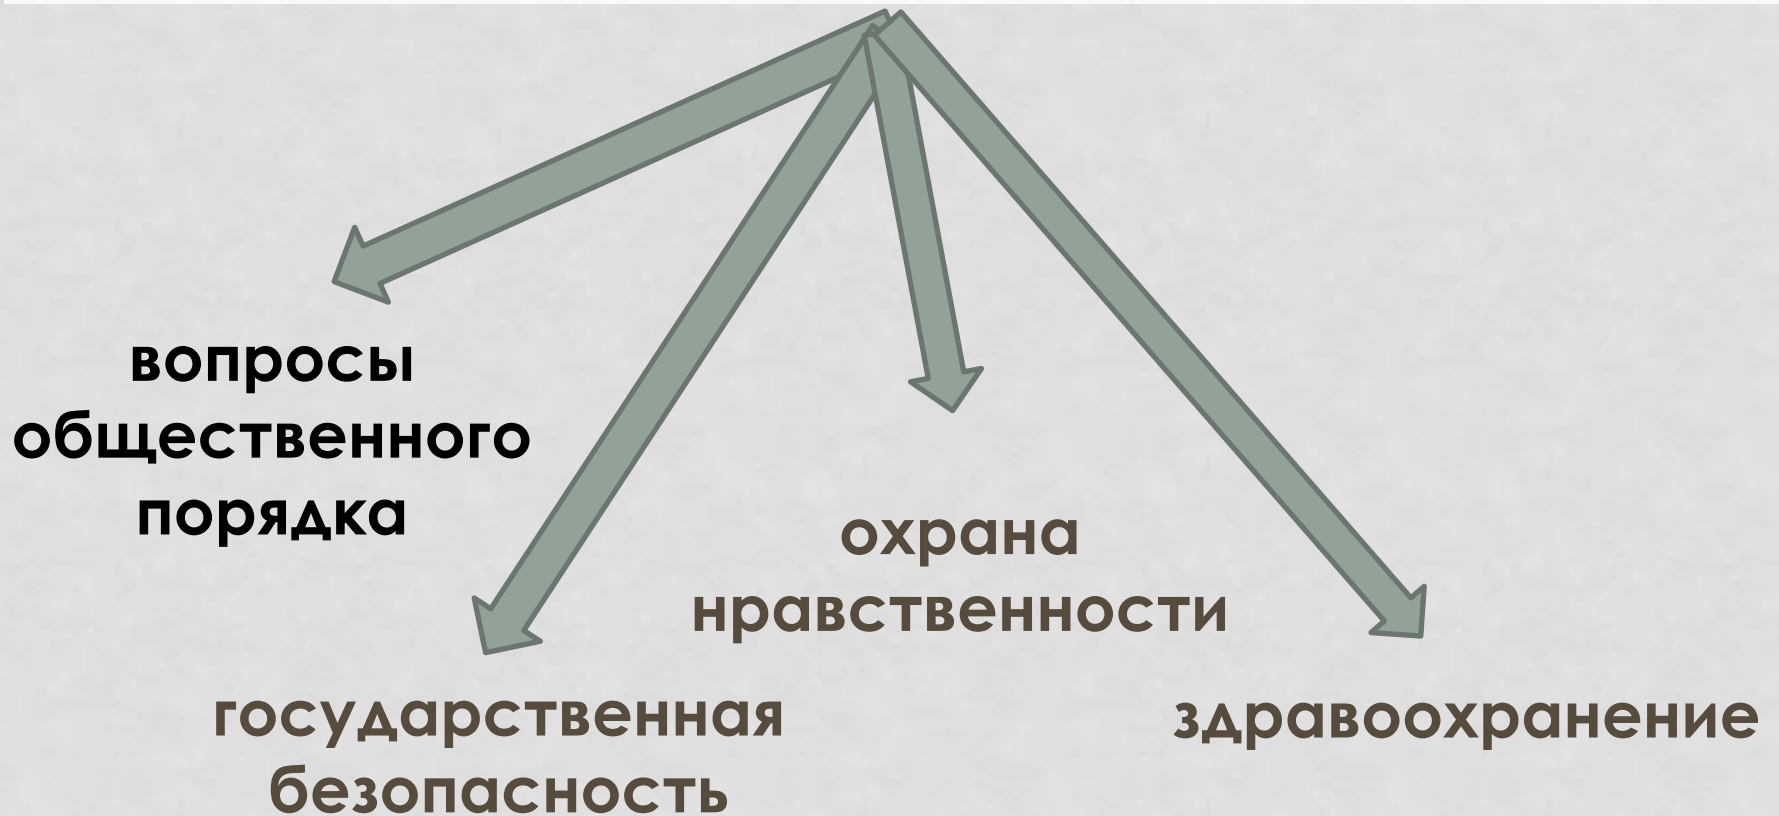 вопросы
общественного
порядка
охрана
нравственности
государственная
безопасность
здравоохранение